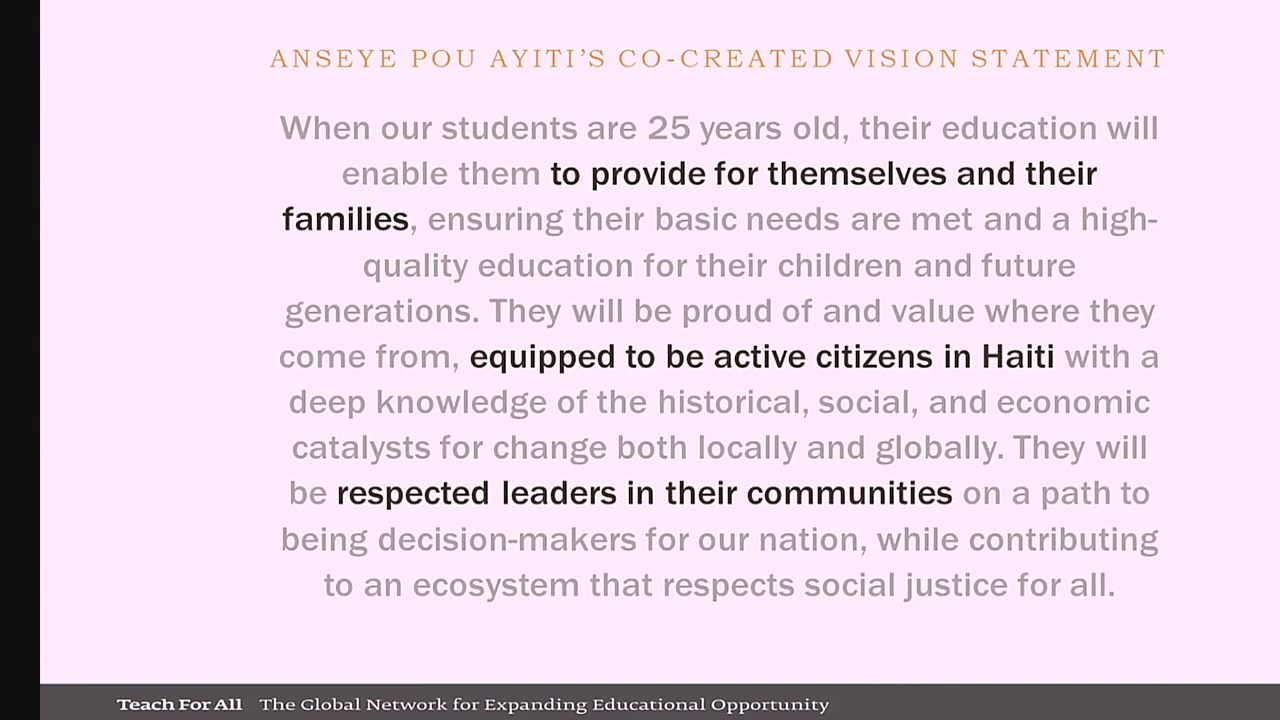 ANSEYE POU AYITI’S CO-CREATED VISION STATEMENT
When our students are 25 years old, their education will
enable them to provide for themselves and their
families, ensuring their basic needs are met and a high-
quality education for their children and future
generations. They will be proud of and value where they
come from, equipped to be active citizens in Haiti with a
deep knowledge of the historical, social, and economic
catalysts for change both locally and globally. They will
be respected leaders in their communities on a path to
being decision-makers for our nation, while contributing
to an ecosystem that respects social justice for all.
Teach For All The Global Network for Expanding Educational Opportunity